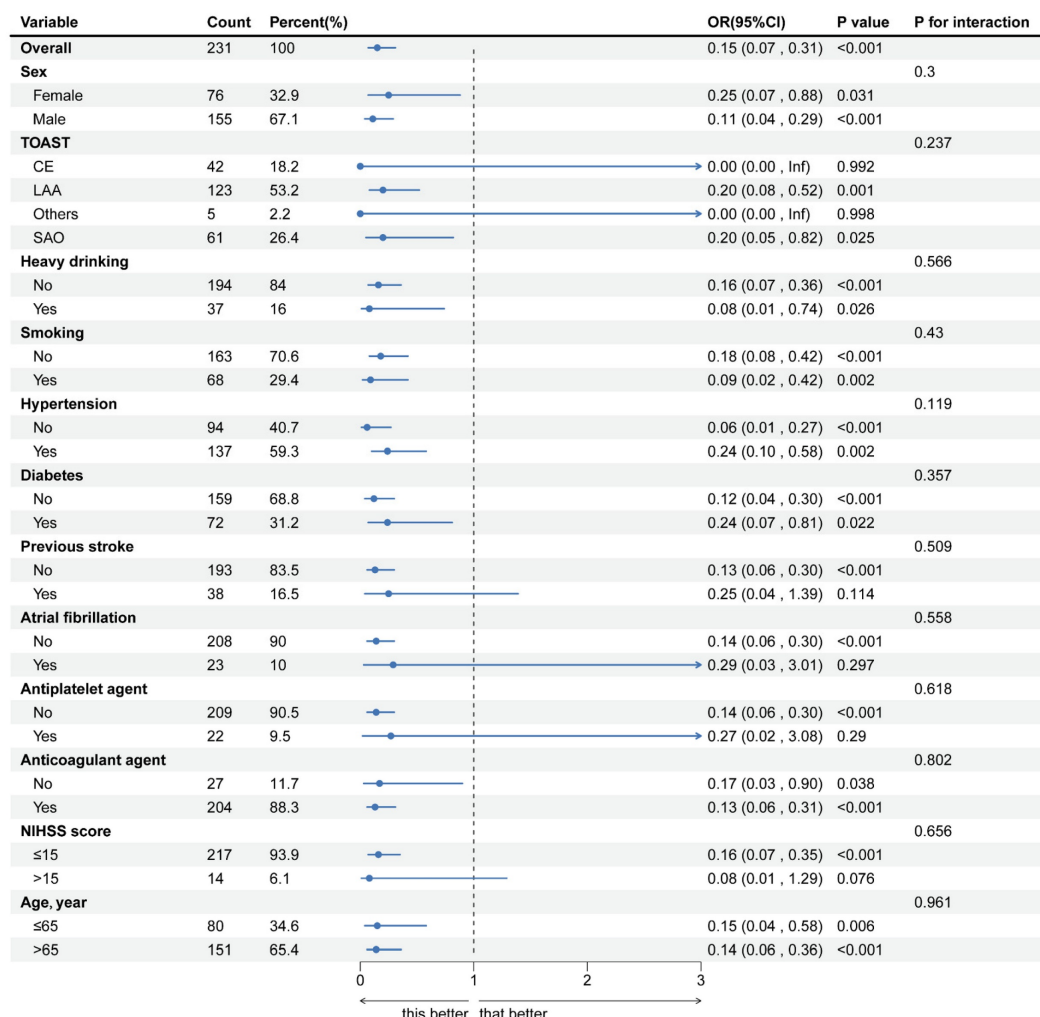 Variable Count Percent(%) OR(95%CI) P value P for interaction
Overall 231 100 0.15 (0.07 , 0.31) <0.001
Sex 0.3
Female 76 32.9 0.25 (0.07 , 0.88) 0.031
Male 155 67.1 0.11 (0.04 , 0.29) <0.001
TOAST 0.237
CE 42 18.2 0.00 (0.00 , Inf) 0.992
LAA 123 53.2 0.20 (0.08 , 0.52) 0.001
Others 5 2.2 0.00 (0.00 , Inf) 0.998
SAO 61 26.4 0.20 (0.05 , 0.82) 0.025
Heavy drinking 0.566
No 194 84 0.16 (0.07 , 0.36) <0.001
Yes 37 16 0.08 (0.01 , 0.74) 0.026
Smoking 0.43
No 163 70.6 0.18 (0.08 , 0.42) <0.001
Yes 68 29.4 0.09 (0.02 , 0.42) 0.002
Hypertension 0.119
No 94 40.7 0.06 (0.01 , 0.27) <0.001
Yes 137 59.3 0.24 (0.10 , 0.58) 0.002
Diabetes 0.357
No 159 68.8 0.12 (0.04 , 0.30) <0.001
Yes 72 31.2 0.24 (0.07 , 0.81) 0.022
Previous stroke 0.509
No 193 83.5 0.13 (0.06 , 0.30) <0.001
Yes 38 16.5 0.25 (0.04 , 1.39) 0.114
Atrial fibrillation 0.558
No 208 90 0.14 (0.06 , 0.30) <0.001
Yes 23 10 0.29 (0.03 , 3.01) 0.297
Antiplatelet agent 0.618
No 209 90.5 0.14 (0.06 , 0.30) <0.001
Yes 22 9.5 0.27 (0.02 , 3.08) 0.29
Anticoagulant agent 0.802
No 27 11.7 0.17 (0.03 , 0.90) 0.038
Yes 204 88.3 0.13 (0.06 , 0.31) <0.001
NIHSS score 0.656
≤15 217 93.9 0.16 (0.07 , 0.35) <0.001
>15 14 6.1 0.08 (0.01 , 1.29) 0.076
Age, year 0.961
≤65 80 34.6 0.15 (0.04 , 0.58) 0.006
>65 151 65.4 0.14 (0.06 , 0.36) <0.001
0 1 2 3
this better that better